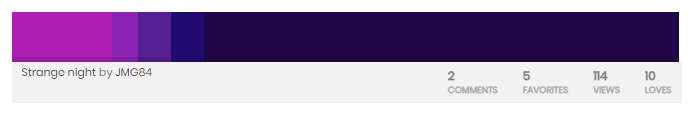 Strange night by JMG84
2 5 114 10
COMMENTS FAVORITES VIEWS LOVES